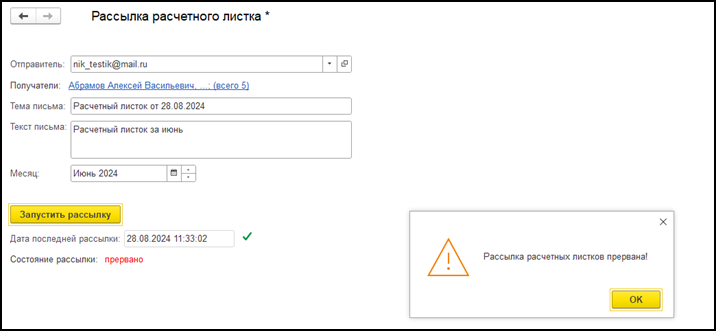 Рассылка расчетного листка *
Отправитель: nik_testik@mail.ru
Получатели: Абрамов Алексей Васильевич, ...; (всего 5)
Тема письма: Расчетный листок от 28.08.2024
Текст письма: Расчетный листок за июнь
Месяц: Июнь 2024
Запустить рассылку
Дата последней рассылки: 28.08.2024 11:33:02
Состояние рассылки: прервано
Рассылка расчетных листков прервана!
OK